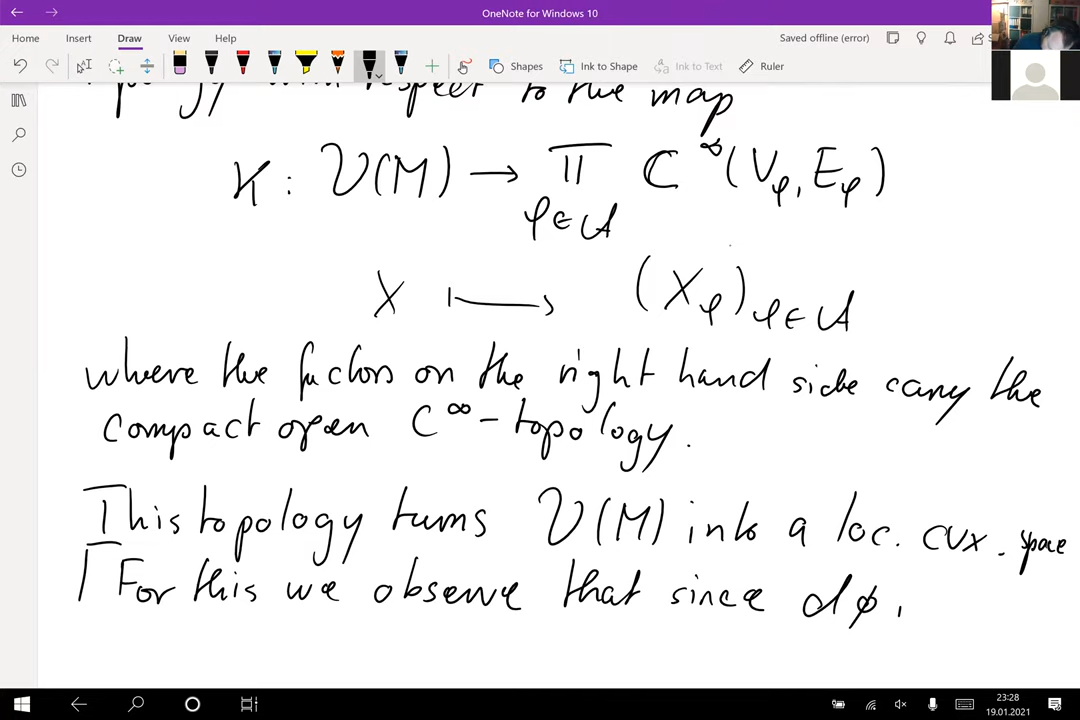 OneNote for Windows 10
Home Insert Draw View Help
Saved offline (error)
Shapes Ink to Shape Ink to Text Ruler
topology with respect to the map
K : V(M) → ∏ C^∞(V_φ, E_φ)
φ∈A
X ⟼ (X_φ)_φ∈A
where the factors on the right hand side carry the
compact open C^∞-topology.
This topology turns V(M) into a loc. cvx. space
⌈ For this we observe that since dφ,
23:28
19.01.2021